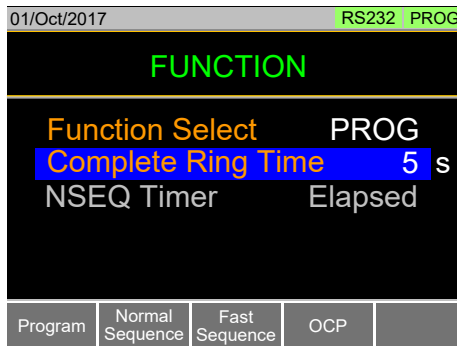 01/Oct/2017 RS232 PROG
FUNCTION
Function Select PROG
Complete Ring Time 5 s
NSEQ Timer Elapsed
Program Normal Sequence Fast Sequence OCP